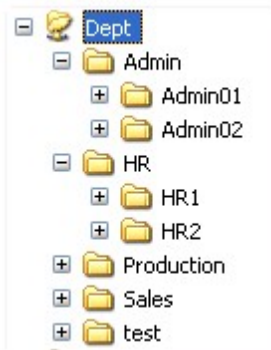 Dept
Admin
Admin01
Admin02
HR
HR1
HR2
Production
Sales
test